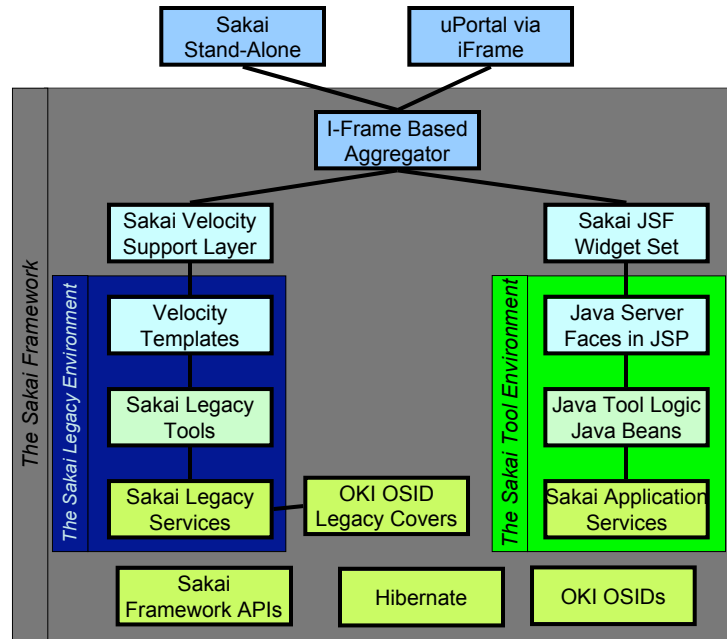 Sakai
Stand-Alone
uPortal via
iFrame
I-Frame Based
Aggregator
Sakai Velocity
Support Layer
Sakai JSF
Widget Set
The Sakai Framework
The Sakai Legacy Environment
Velocity
Templates
Sakai Legacy
Tools
Sakai Legacy
Services
OKI OSID
Legacy Covers
The Sakai Tool Environment
Java Server
Faces in JSP
Java Tool Logic
Java Beans
Sakai Application
Services
Sakai
Framework APIs
Hibernate
OKI OSIDs